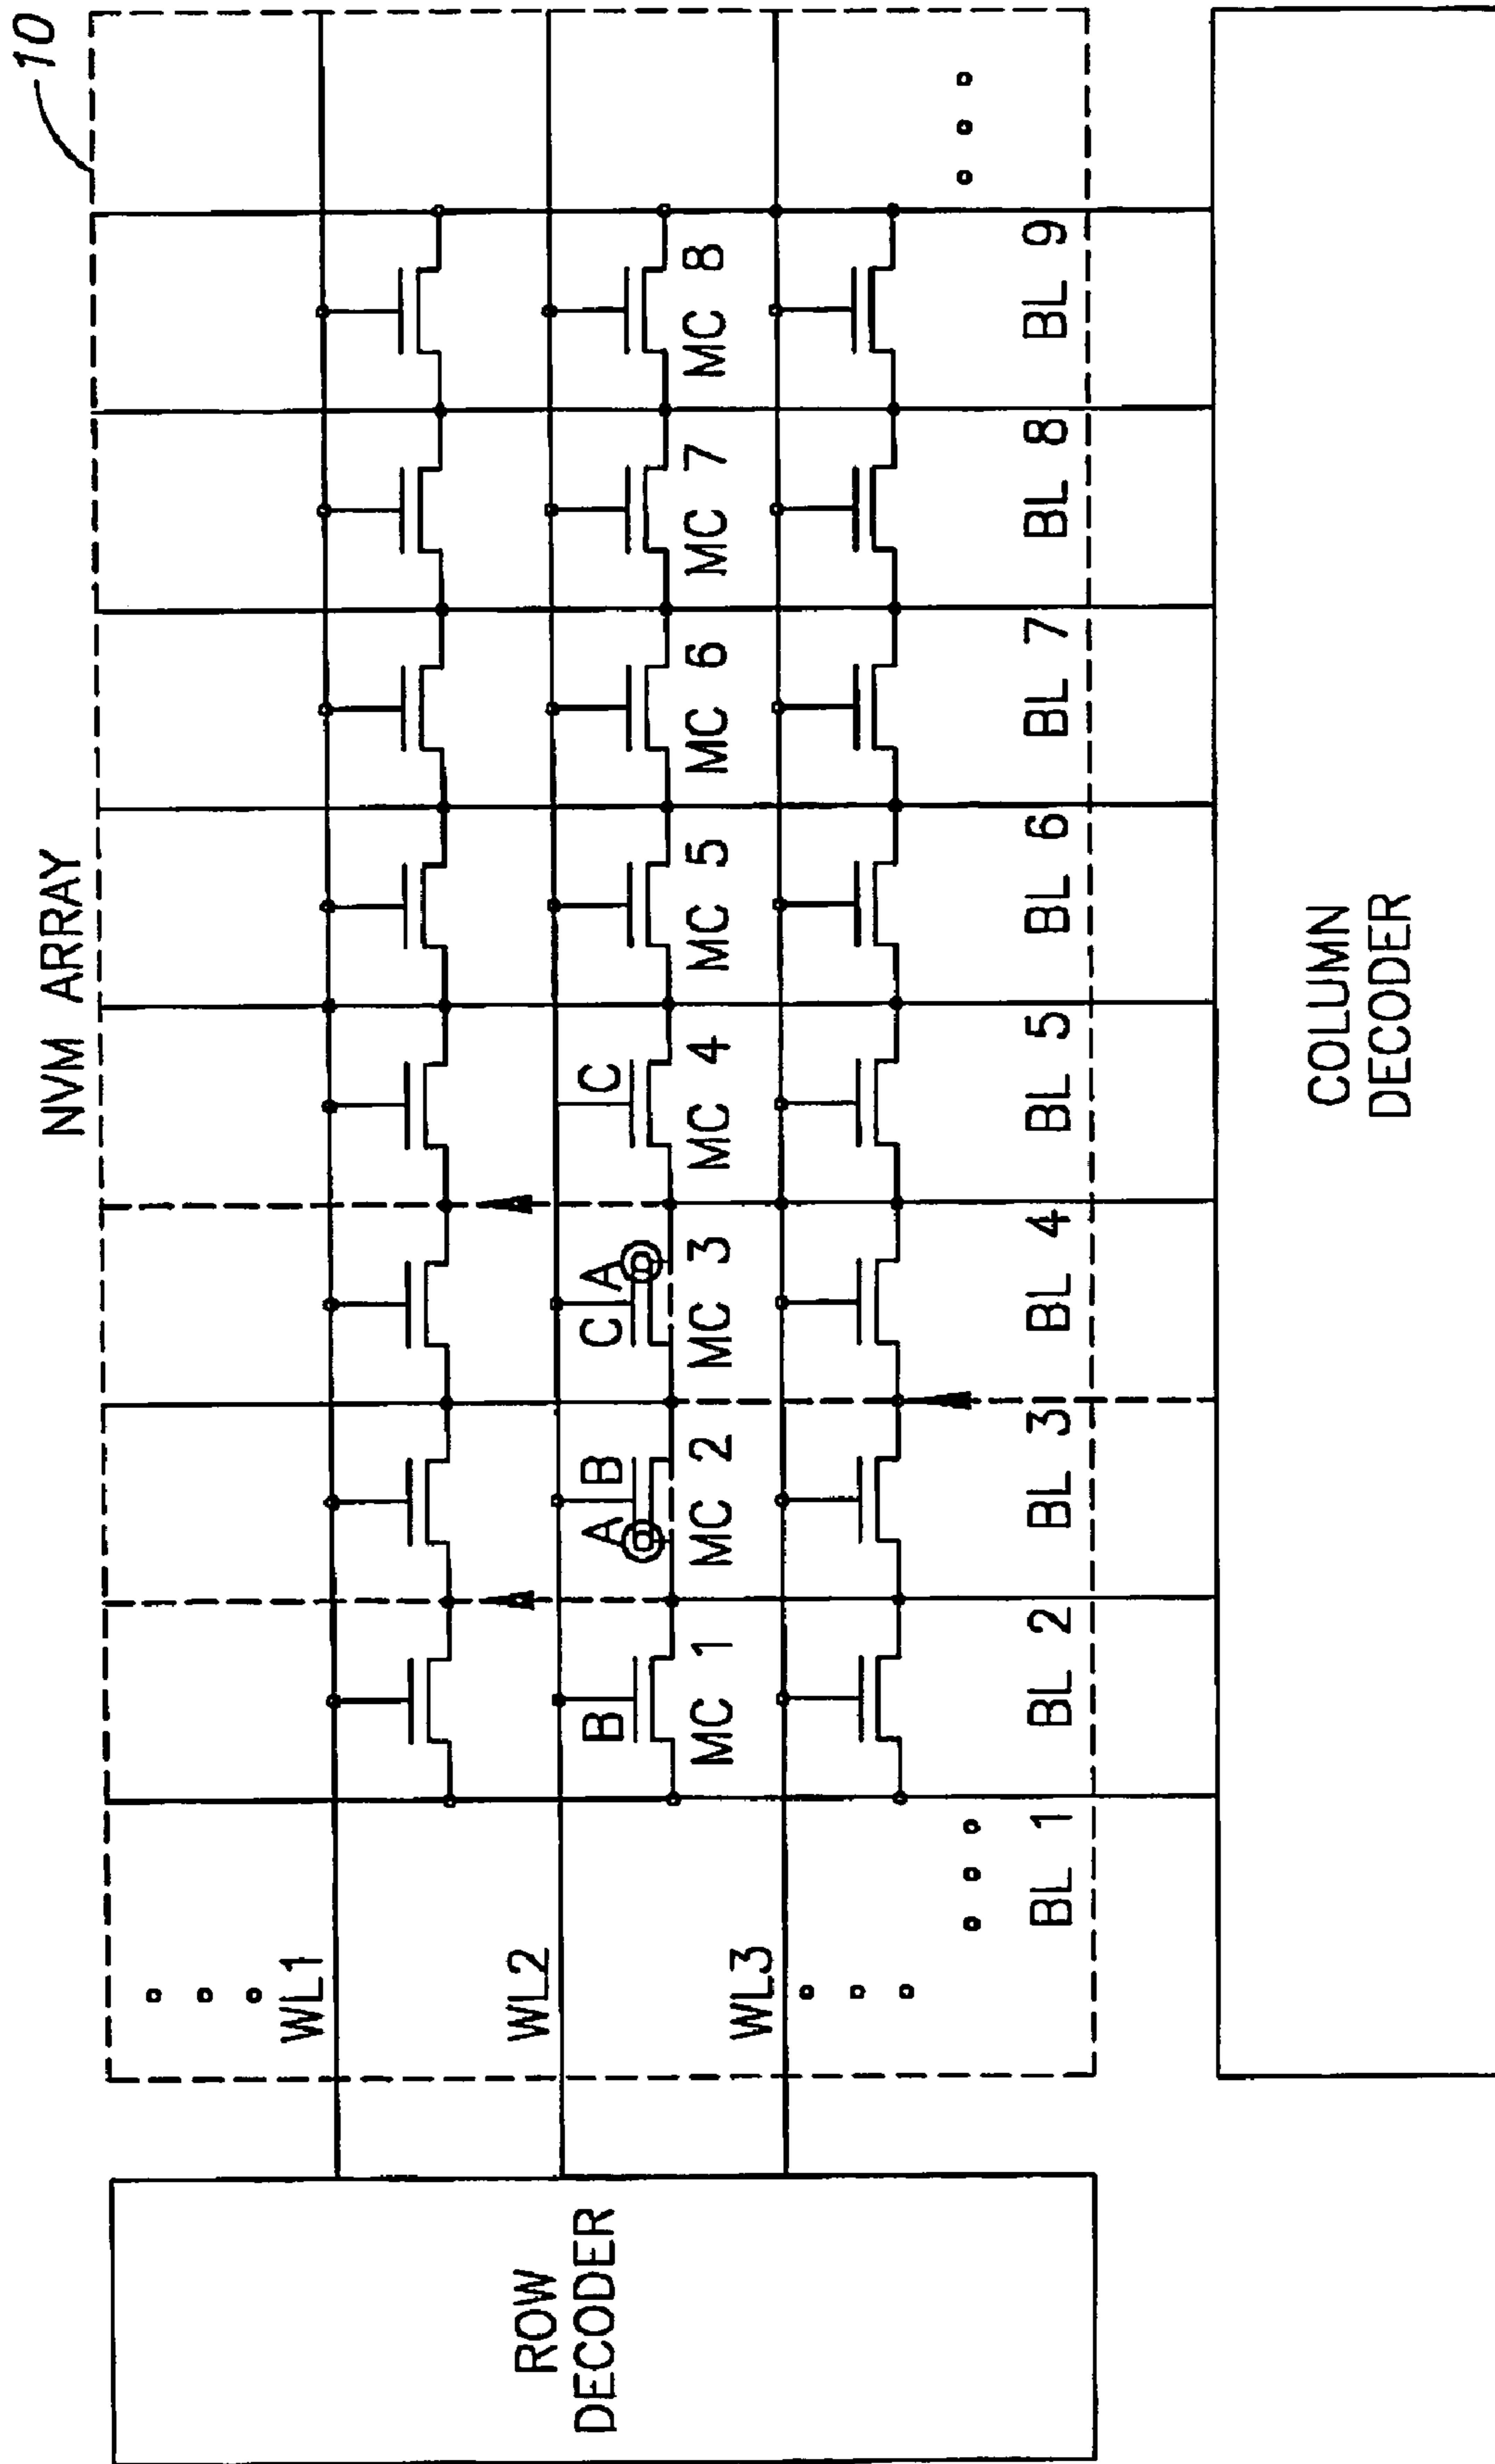 NVM ARRAY
10
WL1
WL2
B
A B
C A
C
MC 1 MC 2 MC 3 MC 4 MC 5 MC 6 MC 7 MC 8
WL3
BL 1 BL 2 BL 3 BL 4 BL 5 BL 6 BL 7 BL 8 BL 9
ROW
DECODER
COLUMN
DECODER